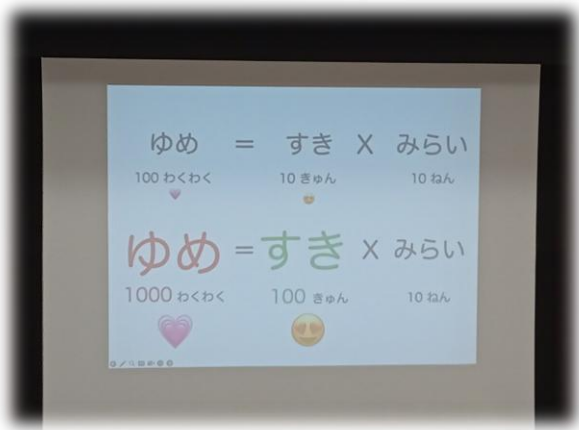 ゆめ = すき X みらい
100 わくわく 10 きゅん 10 ねん
ゆめ = すき X みらい
1000 わくわく 100 きゅん 10 ねん